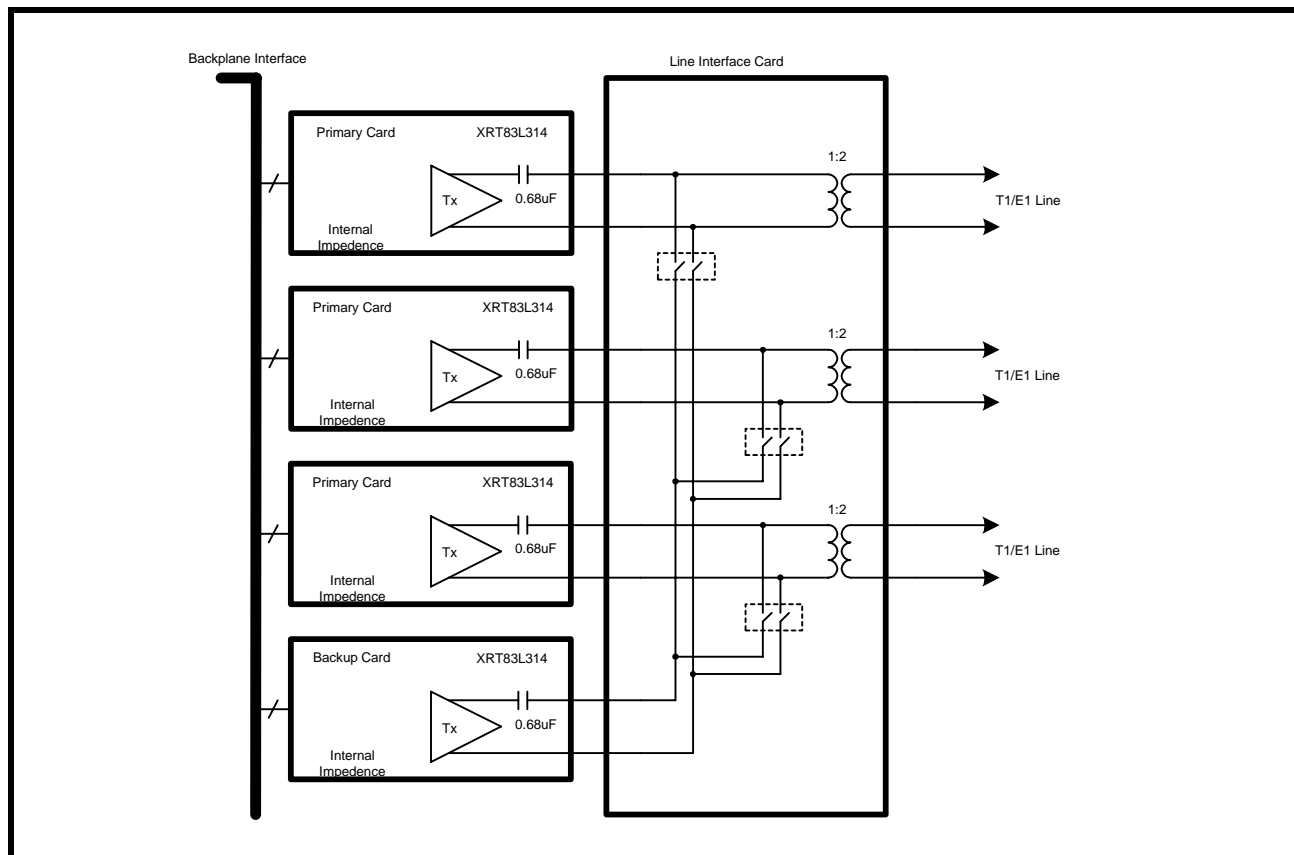 Backplane Interface
Line Interface Card
Primary Card XRT83L314
Tx
0.68uF
Internal
Impedence
1:2
T1/E1 Line
Primary Card XRT83L314
Tx
0.68uF
Internal
Impedence
1:2
T1/E1 Line
Primary Card XRT83L314
Tx
0.68uF
Internal
Impedence
1:2
T1/E1 Line
Backup Card XRT83L314
Tx
0.68uF
Internal
Impedence